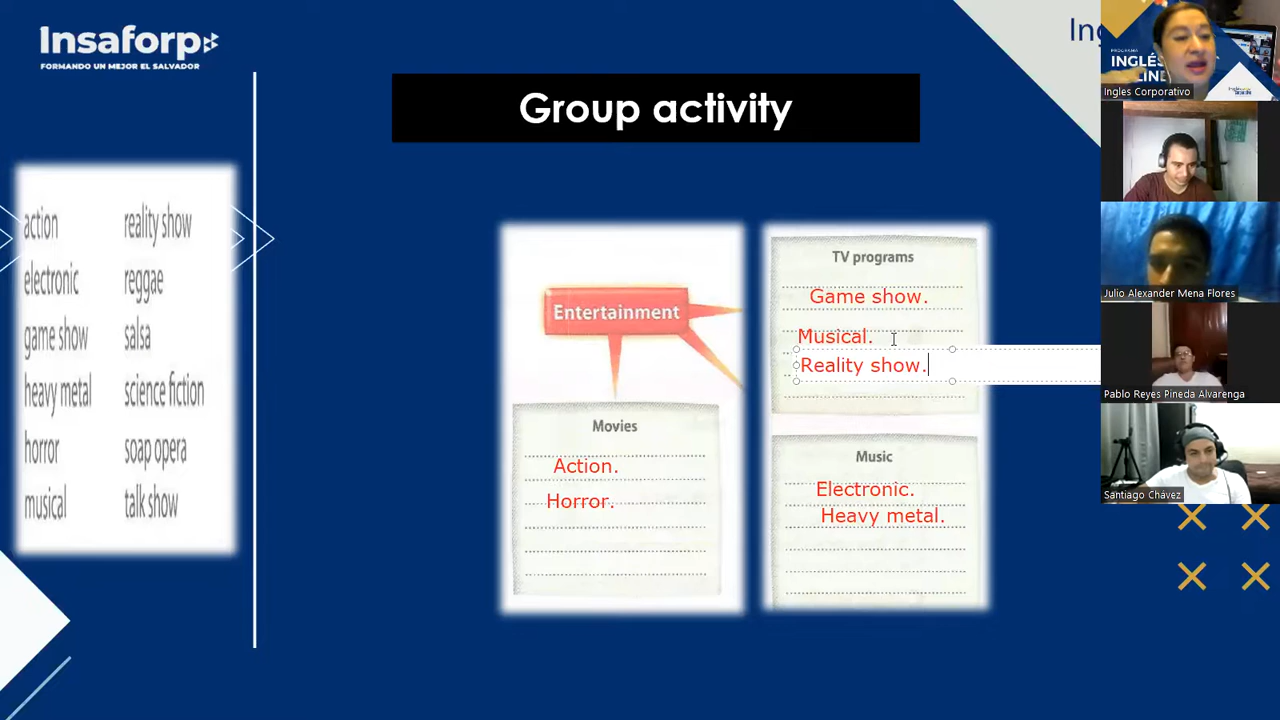 Insaforp
FORMANDO UN MEJOR EL SALVADOR
Group activity
action
reality show
electronic
reggae
game show
salsa
heavy metal
science fiction
horror
soap opera
musical
talk show
Entertainment
TV programs
Game show.
Musical.
Reality show.
Movies
Action.
Horror.
Music
Electronic.
Heavy metal.
PROGRAMA
INGLÉS
Ingles Corporativo
Julio Alexander Mena Flores
Pablo Reyes Pineda Alvarenga
Santiago Chávez